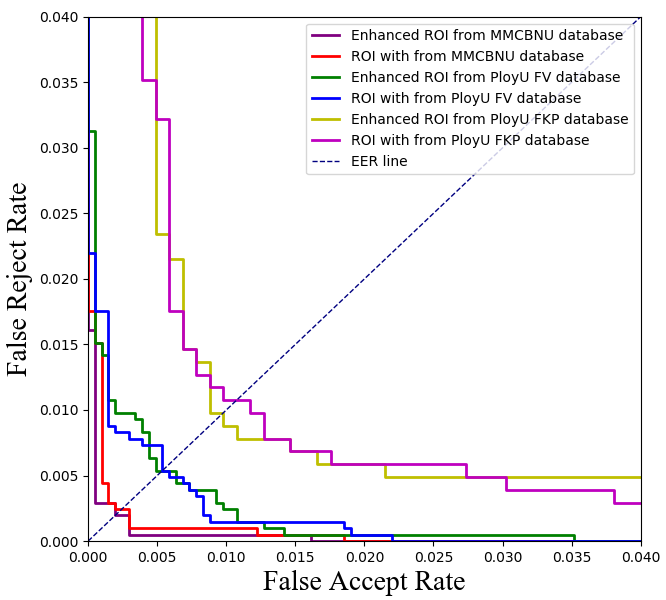 Enhanced ROI from MMCBNU database
ROI with from MMCBNU database
Enhanced ROI from PloyU FV database
ROI with from PloyU FV database
Enhanced ROI from PloyU FKP database
ROI with from PloyU FKP database
EER line
False Reject Rate
0.040
0.035
0.030
0.025
0.020
0.015
0.010
0.005
0.000
0.000 0.005 0.010 0.015 0.020 0.025 0.030 0.035 0.040
False Accept Rate